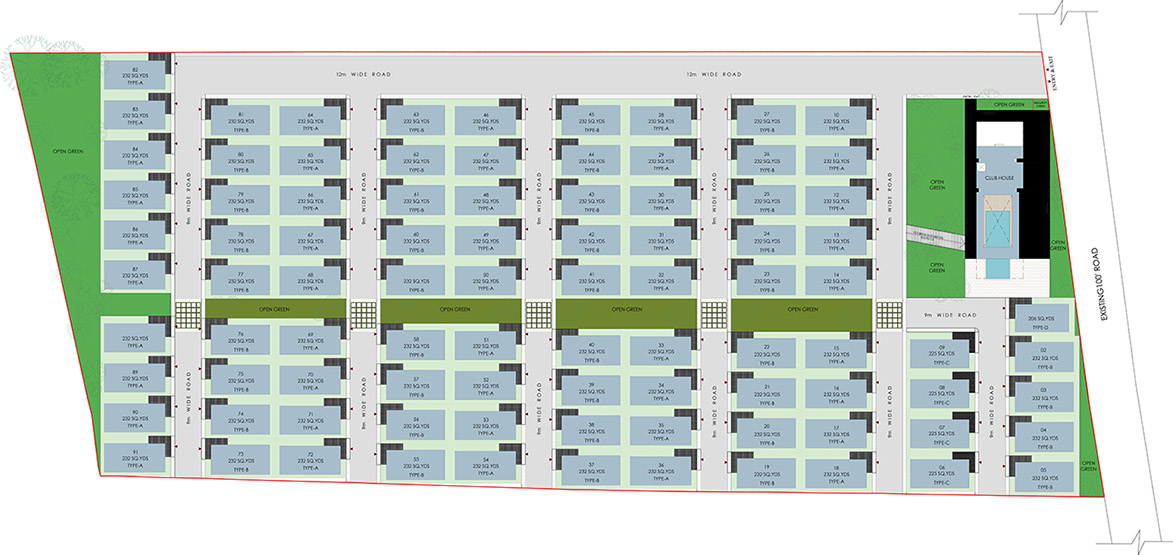 12m WIDE ROAD
12m WIDE ROAD
ENTRY & EXIT
82
232 SQ.YDS
TYPE-A
83
232 SQ.YDS
TYPE-A
84
232 SQ.YDS
TYPE-A
85
232 SQ.YDS
TYPE-A
86
232 SQ.YDS
TYPE-A
87
232 SQ.YDS
TYPE-A
232 SQ.YDS
TYPE-A
89
232 SQ.YDS
TYPE-A
90
232 SQ.YDS
TYPE-A
91
232 SQ.YDS
TYPE-A
OPEN GREEN
9m WIDE ROAD
9m WIDE ROAD
81
232 SQ.YDS
TYPE-B
64
232 SQ.YDS
TYPE-A
80
232 SQ.YDS
TYPE-B
65
232 SQ.YDS
TYPE-A
79
232 SQ.YDS
TYPE-B
66
232 SQ.YDS
TYPE-A
78
232 SQ.YDS
TYPE-B
67
232 SQ.YDS
TYPE-A
77
232 SQ.YDS
TYPE-B
68
232 SQ.YDS
TYPE-A
OPEN GREEN
76
232 SQ.YDS
TYPE-B
69
232 SQ.YDS
TYPE-A
75
232 SQ.YDS
TYPE-B
70
232 SQ.YDS
TYPE-A
74
232 SQ.YDS
TYPE-B
71
232 SQ.YDS
TYPE-A
73
232 SQ.YDS
TYPE-B
72
232 SQ.YDS
TYPE-A
9m WIDE ROAD
9m WIDE ROAD
63
232 SQ.YDS
TYPE-B
46
232 SQ.YDS
TYPE-A
62
232 SQ.YDS
TYPE-B
47
232 SQ.YDS
TYPE-A
61
232 SQ.YDS
TYPE-B
48
232 SQ.YDS
TYPE-A
60
232 SQ.YDS
TYPE-B
49
232 SQ.YDS
TYPE-A
232 SQ.YDS
TYPE-B
50
232 SQ.YDS
TYPE-A
OPEN GREEN
58
232 SQ.YDS
TYPE-B
51
232 SQ.YDS
TYPE-A
57
232 SQ.YDS
TYPE-B
52
232 SQ.YDS
TYPE-A
56
232 SQ.YDS
TYPE-B
53
232 SQ.YDS
TYPE-A
55
232 SQ.YDS
TYPE-B
54
232 SQ.YDS
TYPE-A
9m WIDE ROAD
9m WIDE ROAD
45
232 SQ.YDS
TYPE-B
28
232 SQ.YDS
TYPE-A
44
232 SQ.YDS
TYPE-B
29
232 SQ.YDS
TYPE-A
43
232 SQ.YDS
TYPE-B
30
232 SQ.YDS
TYPE-A
42
232 SQ.YDS
TYPE-B
31
232 SQ.YDS
TYPE-A
41
232 SQ.YDS
TYPE-B
32
232 SQ.YDS
TYPE-A
OPEN GREEN
40
232 SQ.YDS
TYPE-B
33
232 SQ.YDS
TYPE-A
39
232 SQ.YDS
TYPE-B
34
232 SQ.YDS
TYPE-A
38
232 SQ.YDS
TYPE-B
35
232 SQ.YDS
TYPE-A
37
232 SQ.YDS
TYPE-B
36
232 SQ.YDS
TYPE-A
9m WIDE ROAD
9m WIDE ROAD
27
232 SQ.YDS
TYPE-B
10
232 SQ.YDS
TYPE-A
26
232 SQ.YDS
TYPE-B
11
232 SQ.YDS
TYPE-A
25
232 SQ.YDS
TYPE-B
12
232 SQ.YDS
TYPE-A
24
232 SQ.YDS
TYPE-B
13
232 SQ.YDS
TYPE-A
23
232 SQ.YDS
TYPE-B
14
232 SQ.YDS
TYPE-A
OPEN GREEN
22
232 SQ.YDS
TYPE-B
15
232 SQ.YDS
TYPE-A
21
232 SQ.YDS
TYPE-B
16
232 SQ.YDS
TYPE-A
20
232 SQ.YDS
TYPE-B
17
232 SQ.YDS
TYPE-A
19
232 SQ.YDS
TYPE-B
18
232 SQ.YDS
TYPE-A
9m WIDE ROAD
9m WIDE ROAD
OPEN GREEN
OPEN
GREEN
OPEN
GREEN
CLUB HOUSE
OPEN
GREEN
9m WIDE ROAD
09
225 SQ.YDS
TYPE-C
08
225 SQ.YDS
TYPE-C
07
225 SQ.YDS
TYPE-C
06
225 SQ.YDS
TYPE-C
9m WIDE ROAD
206 SQ.YDS
TYPE-D
02
232 SQ.YDS
TYPE-B
03
232 SQ.YDS
TYPE-B
04
232 SQ.YDS
TYPE-B
05
232 SQ.YDS
TYPE-B
OPEN
GREEN
EXISTING100' ROAD